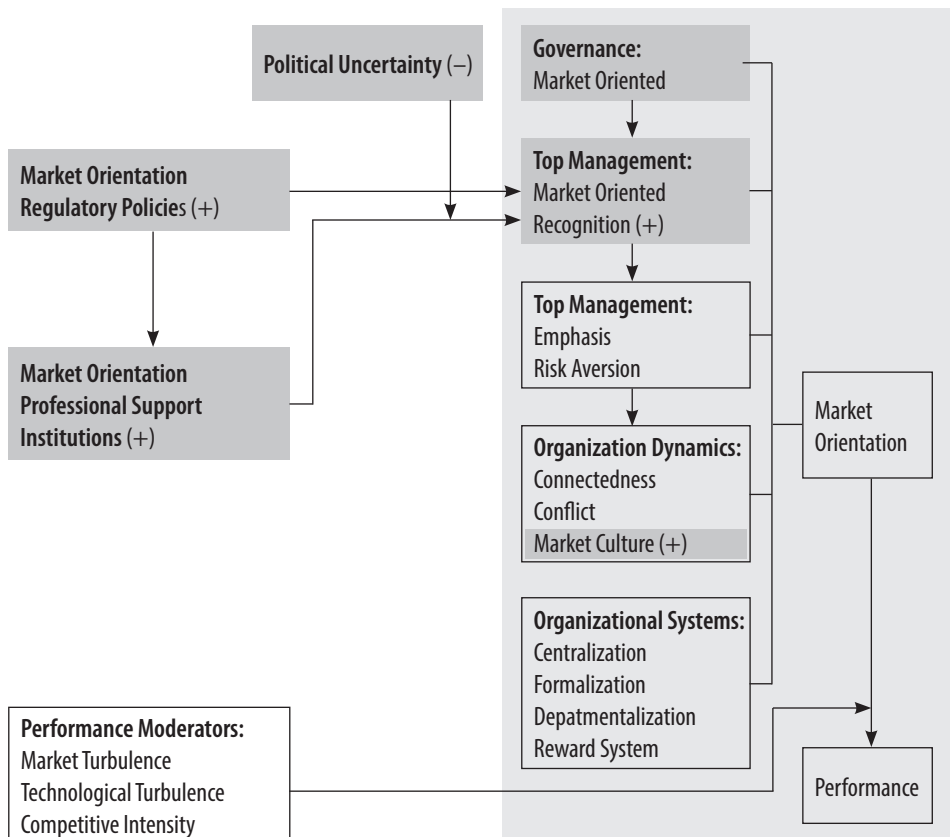 Political Uncertainty (–)
Governance:
Market Oriented
Market Orientation
Regulatory Policies (+)
Top Management:
Market Oriented
Recognition (+)
Top Management:
Emphasis
Risk Aversion
Market Orientation
Professional Support
Institutions (+)
Organization Dynamics:
Connectedness
Conflict
Market Culture (+)
Market
Orientation
Organizational Systems:
Centralization
Formalization
Depatmentalization
Reward System
Performance Moderators:
Market Turbulence
Technological Turbulence
Competitive Intensity
Performance